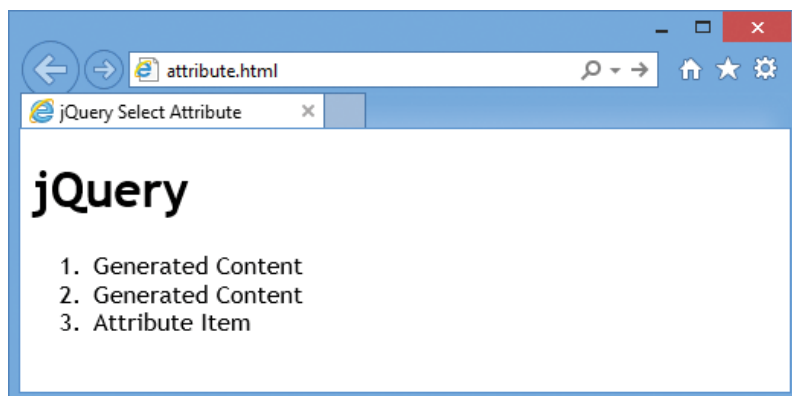 attribute.html
jQuery Select Attribute
jQuery
1. Generated Content
2. Generated Content
3. Attribute Item